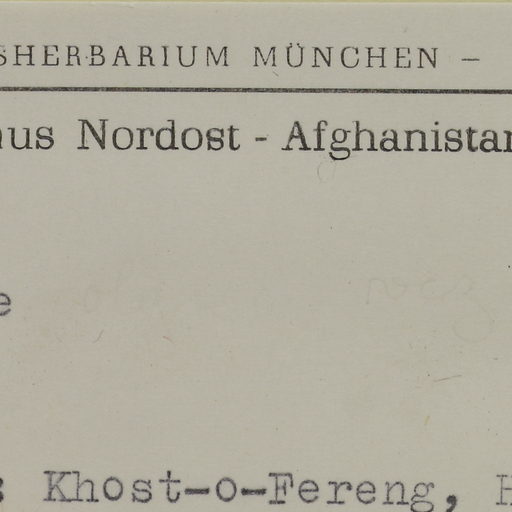 SHERBARIUM MÜNCHEN –
aus Nordost - Afghanistan
e
: Khost-o-Fereng, H